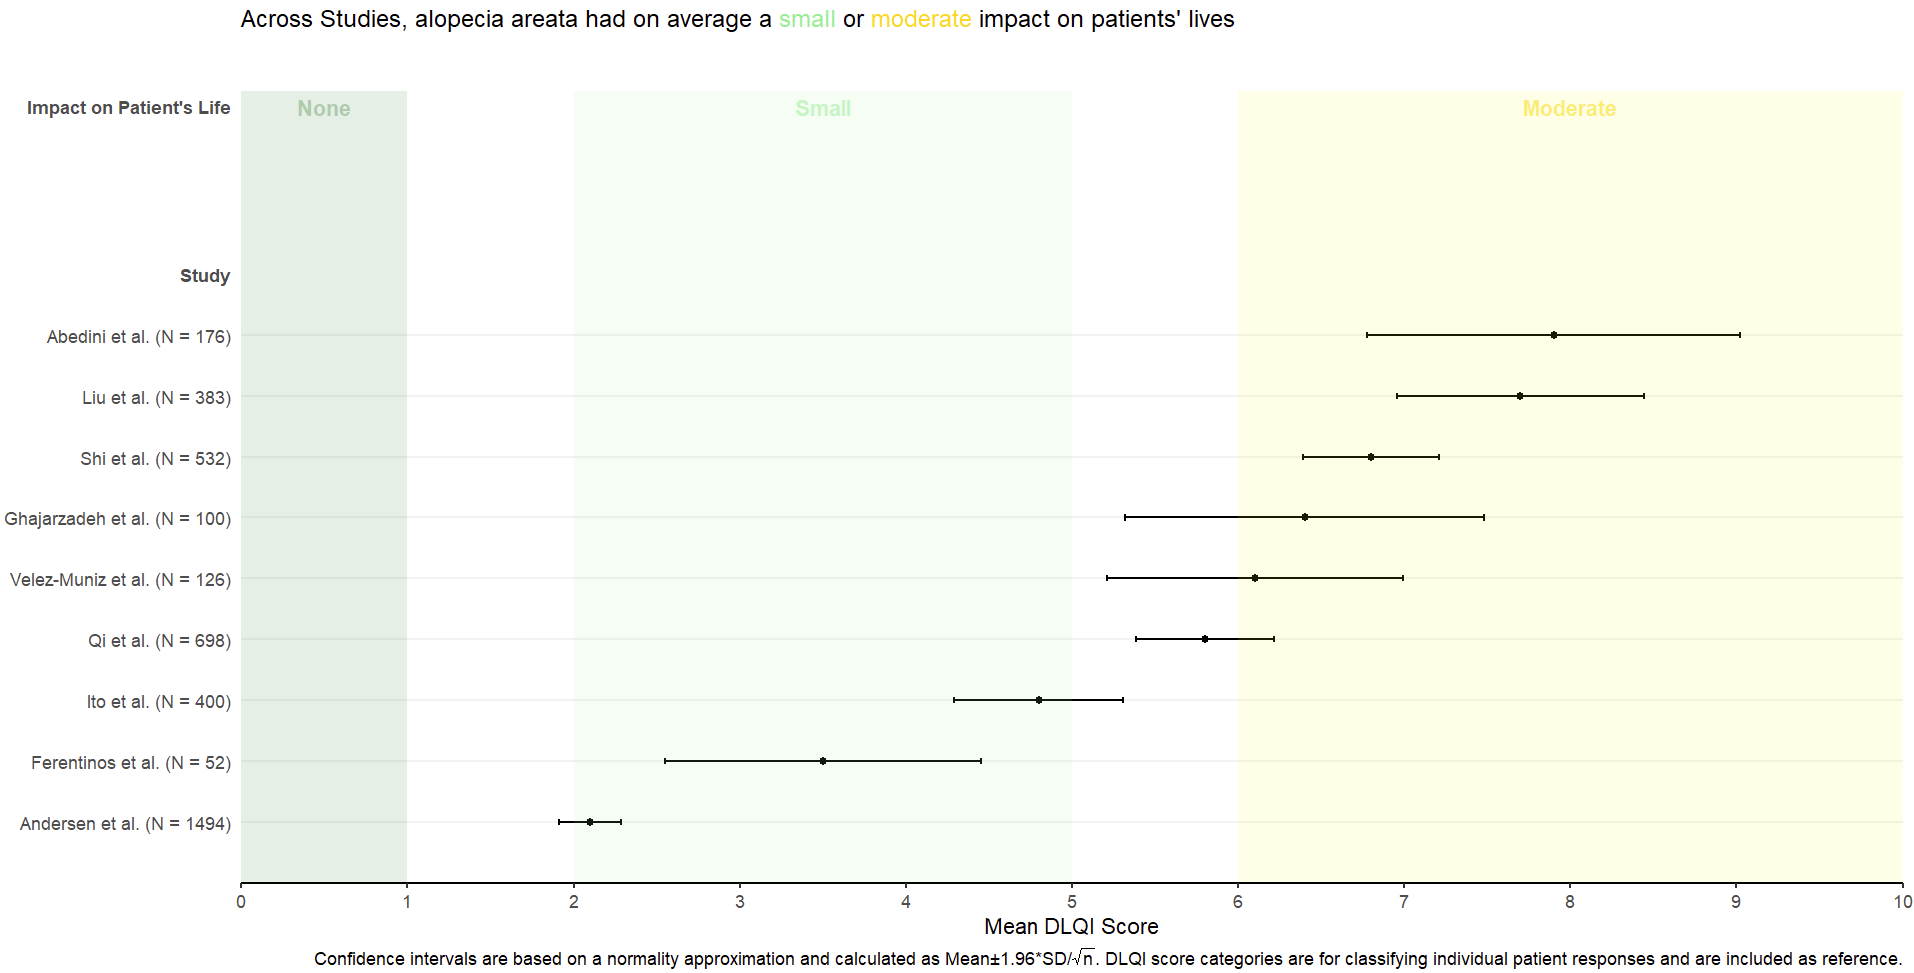 Across Studies, alopecia areata had on average a small or moderate impact on patients' lives
Impact on Patient's Life
None
Small
Moderate
Study
Abedini et al. (N = 176)
Liu et al. (N = 383)
Shi et al. (N = 532)
Ghajarzadeh et al. (N = 100)
Velez-Muniz et al. (N = 126)
Qi et al. (N = 698)
Ito et al. (N = 400)
Ferentinos et al. (N = 52)
Andersen et al. (N = 1494)
0 1 2 3 4 5 6 7 8 9 10
Mean DLQI Score
Confidence intervals are based on a normality approximation and calculated as Mean±1.96*SD/√n. DLQI score categories are for classifying individual patient responses and are included as reference.